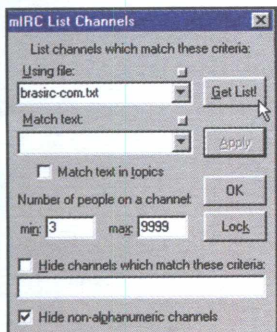 mIRC List Channels
List channels which match these criteria:
Using file:
brasirc-com.txt
Get List!
Match text:
Apply
Match text in topics
Number of people on a channel:
OK
min: 3 max: 9999
Lock
Hide channels which match these criteria:
Hide non-alphanumeric channels